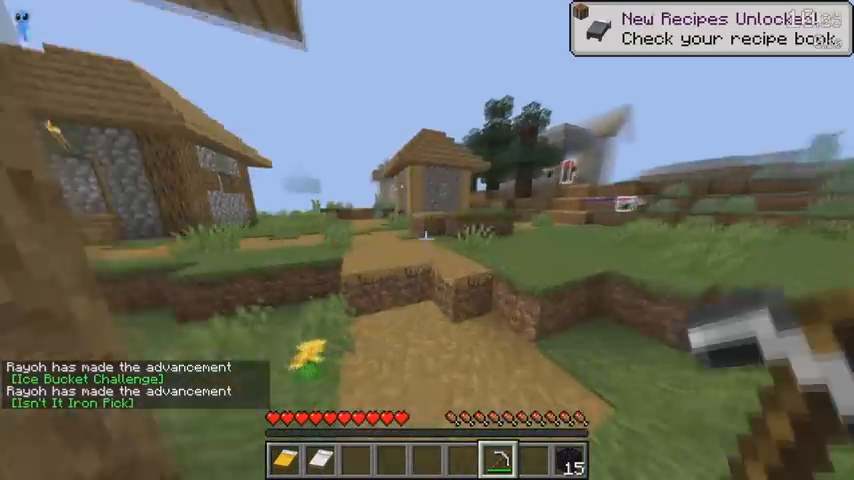 New Recipes Unlocked!
Check your recipe book
Rayoh has made the advancement
[Ice Bucket Challenge]
Rayoh has made the advancement
[Isn't It Iron Pick]
15